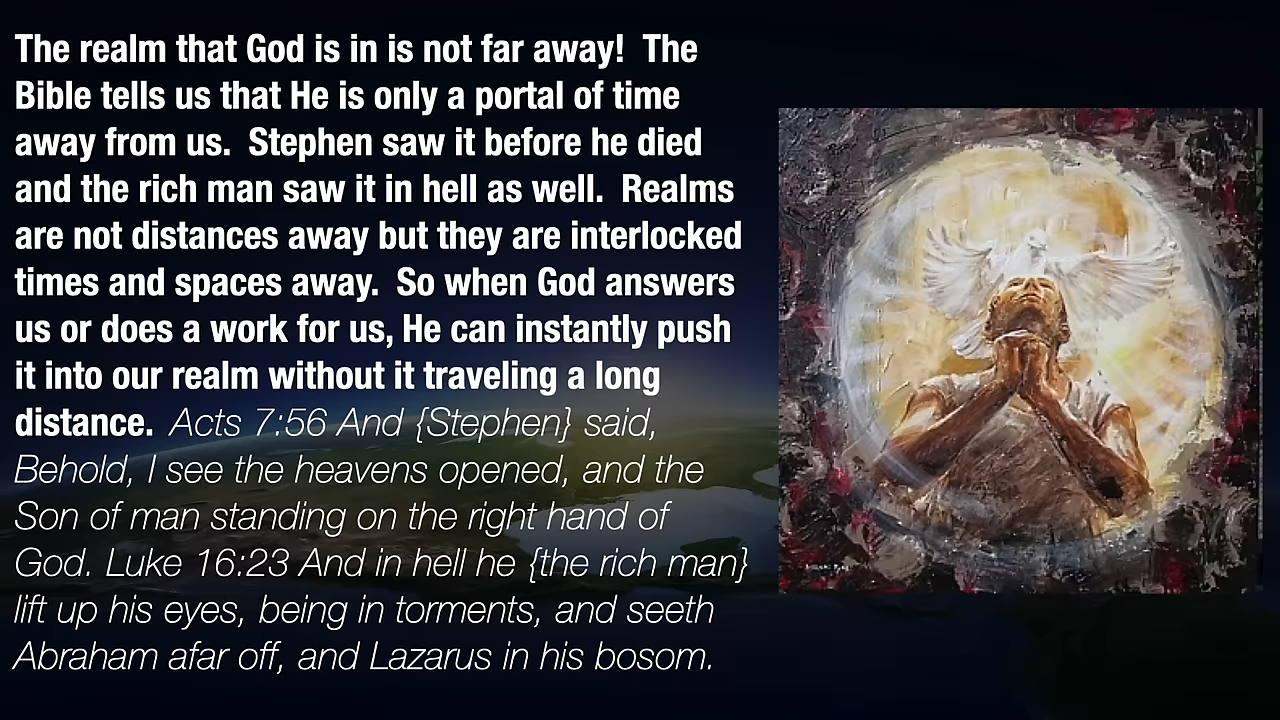 The realm that God is in is not far away!  The
Bible tells us that He is only a portal of time
away from us.  Stephen saw it before he died
and the rich man saw it in hell as well.  Realms
are not distances away but they are interlocked
times and spaces away.  So when God answers
us or does a work for us, He can instantly push
it into our realm without it traveling a long
distance.  Acts 7:56 And {Stephen} said,
Behold, I see the heavens opened, and the
Son of man standing on the right hand of
God. Luke 16:23 And in hell he {the rich man}
lift up his eyes, being in torments, and seeth
Abraham afar off, and Lazarus in his bosom.